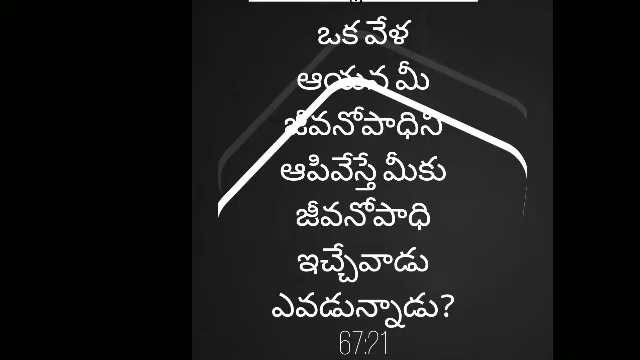 ఒక వేళ
ఆయన మీ
జీవనోపాధిని
ఆపివేస్తే మీకు
జీవనోపాధి
ఇచ్చేవాడు
ఎవడున్నాడు?
67:21